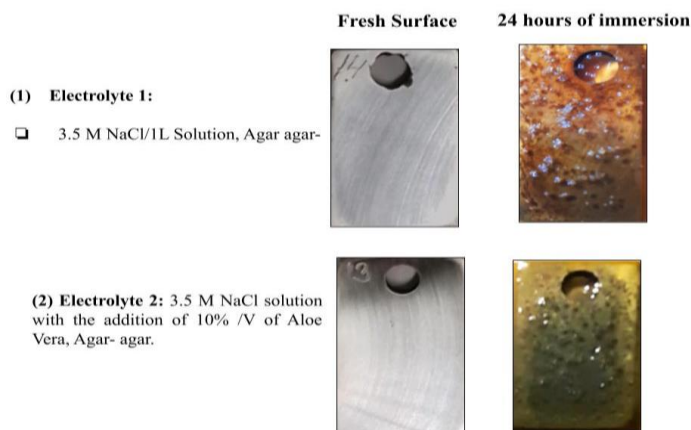 Fresh Surface
24 hours of immersion
(1) Electrolyte 1:
❑ 3.5 M NaCl/1L Solution, Agar agar-
14
(2) Electrolyte 2: 3.5 M NaCl solution
with the addition of 10% /V of Aloe
Vera, Agar- agar.
13